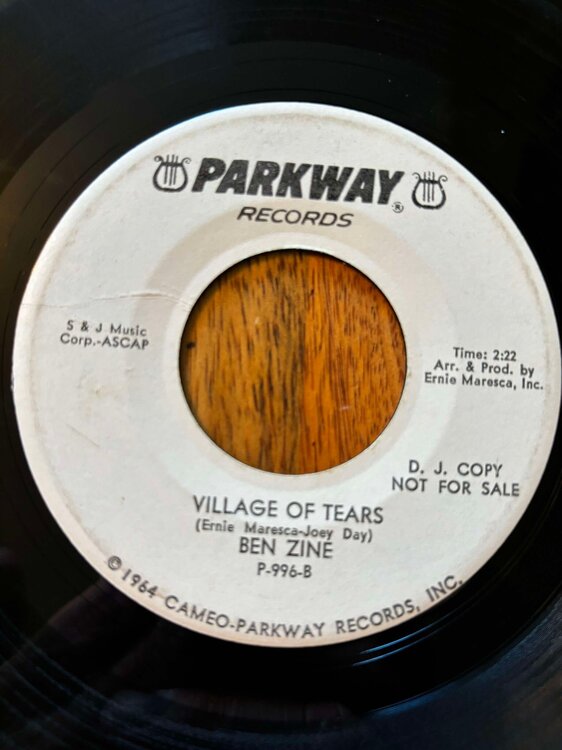 PARKWAY®
RECORDS
S & J Music
Corp.-ASCAP
Time: 2:22
Arr. & Prod. by
Ernie Maresca, Inc.
D. J. COPY
NOT FOR SALE
VILLAGE OF TEARS
(Ernie Maresca-Joey Day)
BEN ZINE
P-996-B
© 1964 CAMEO-PARKWAY RECORDS, INC.